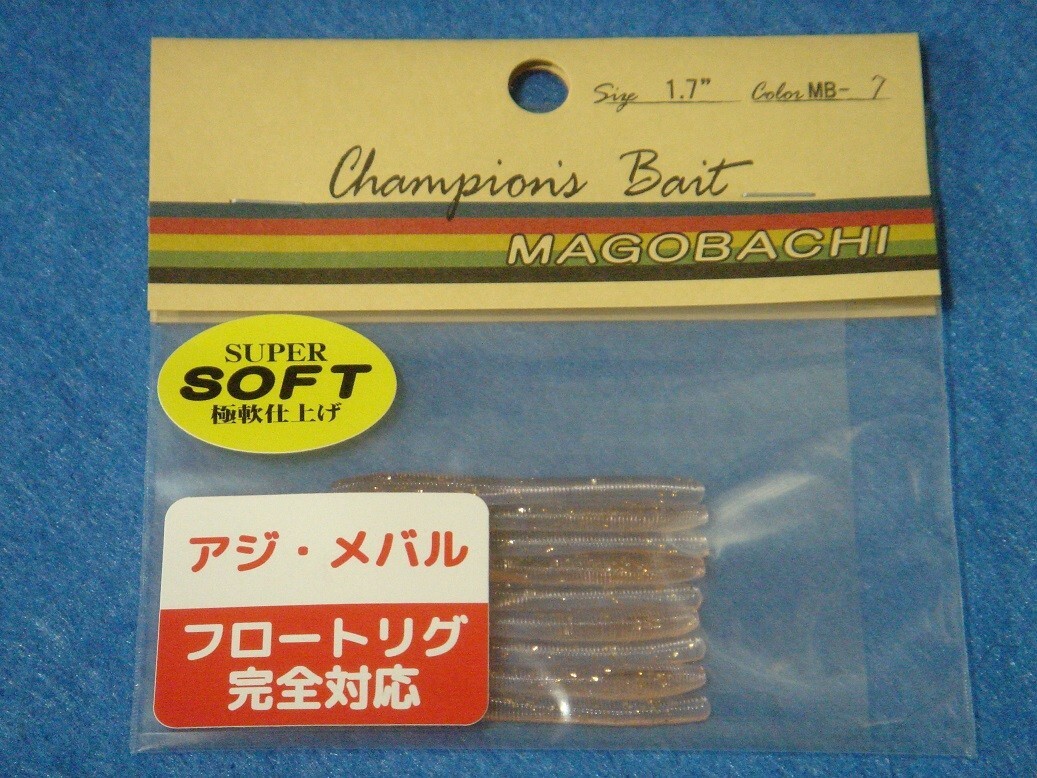 Size 1.7" Color MB- 7
Champion's Bait
MAGOBACHI
SUPER
SOFT
極軟仕上げ
アジ・メバル
フロートリグ
完全対応